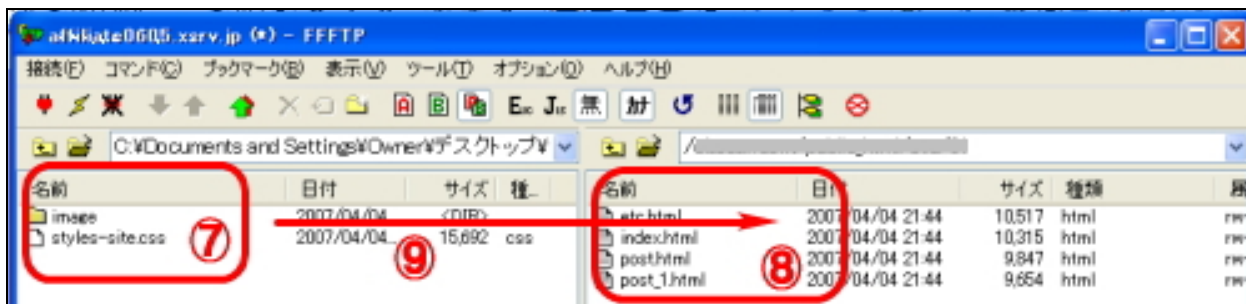 .xsrv.jp (*) - FFFTP
接続(F) コマンド(C) ブックマーク(B) 表示(V) ツール(T) オプション(O) ヘルプ(H)
A B Euc J 無 カナ
C:¥Documents and Settings¥Owner¥デスクトップ¥
名前 日付 サイズ 種...
image 2007/04/04... <DIR>
styles-site.css 2007/04/04... 15,692 css
⑦
⑨
名前 日付 サイズ 種類
etc.html 2007/04/04 21:44 10,517 html
index.html 2007/04/04 21:44 10,315 html
post.html 2007/04/04 21:44 9,847 html
post_1.html 2007/04/04 21:44 9,654 html
⑧